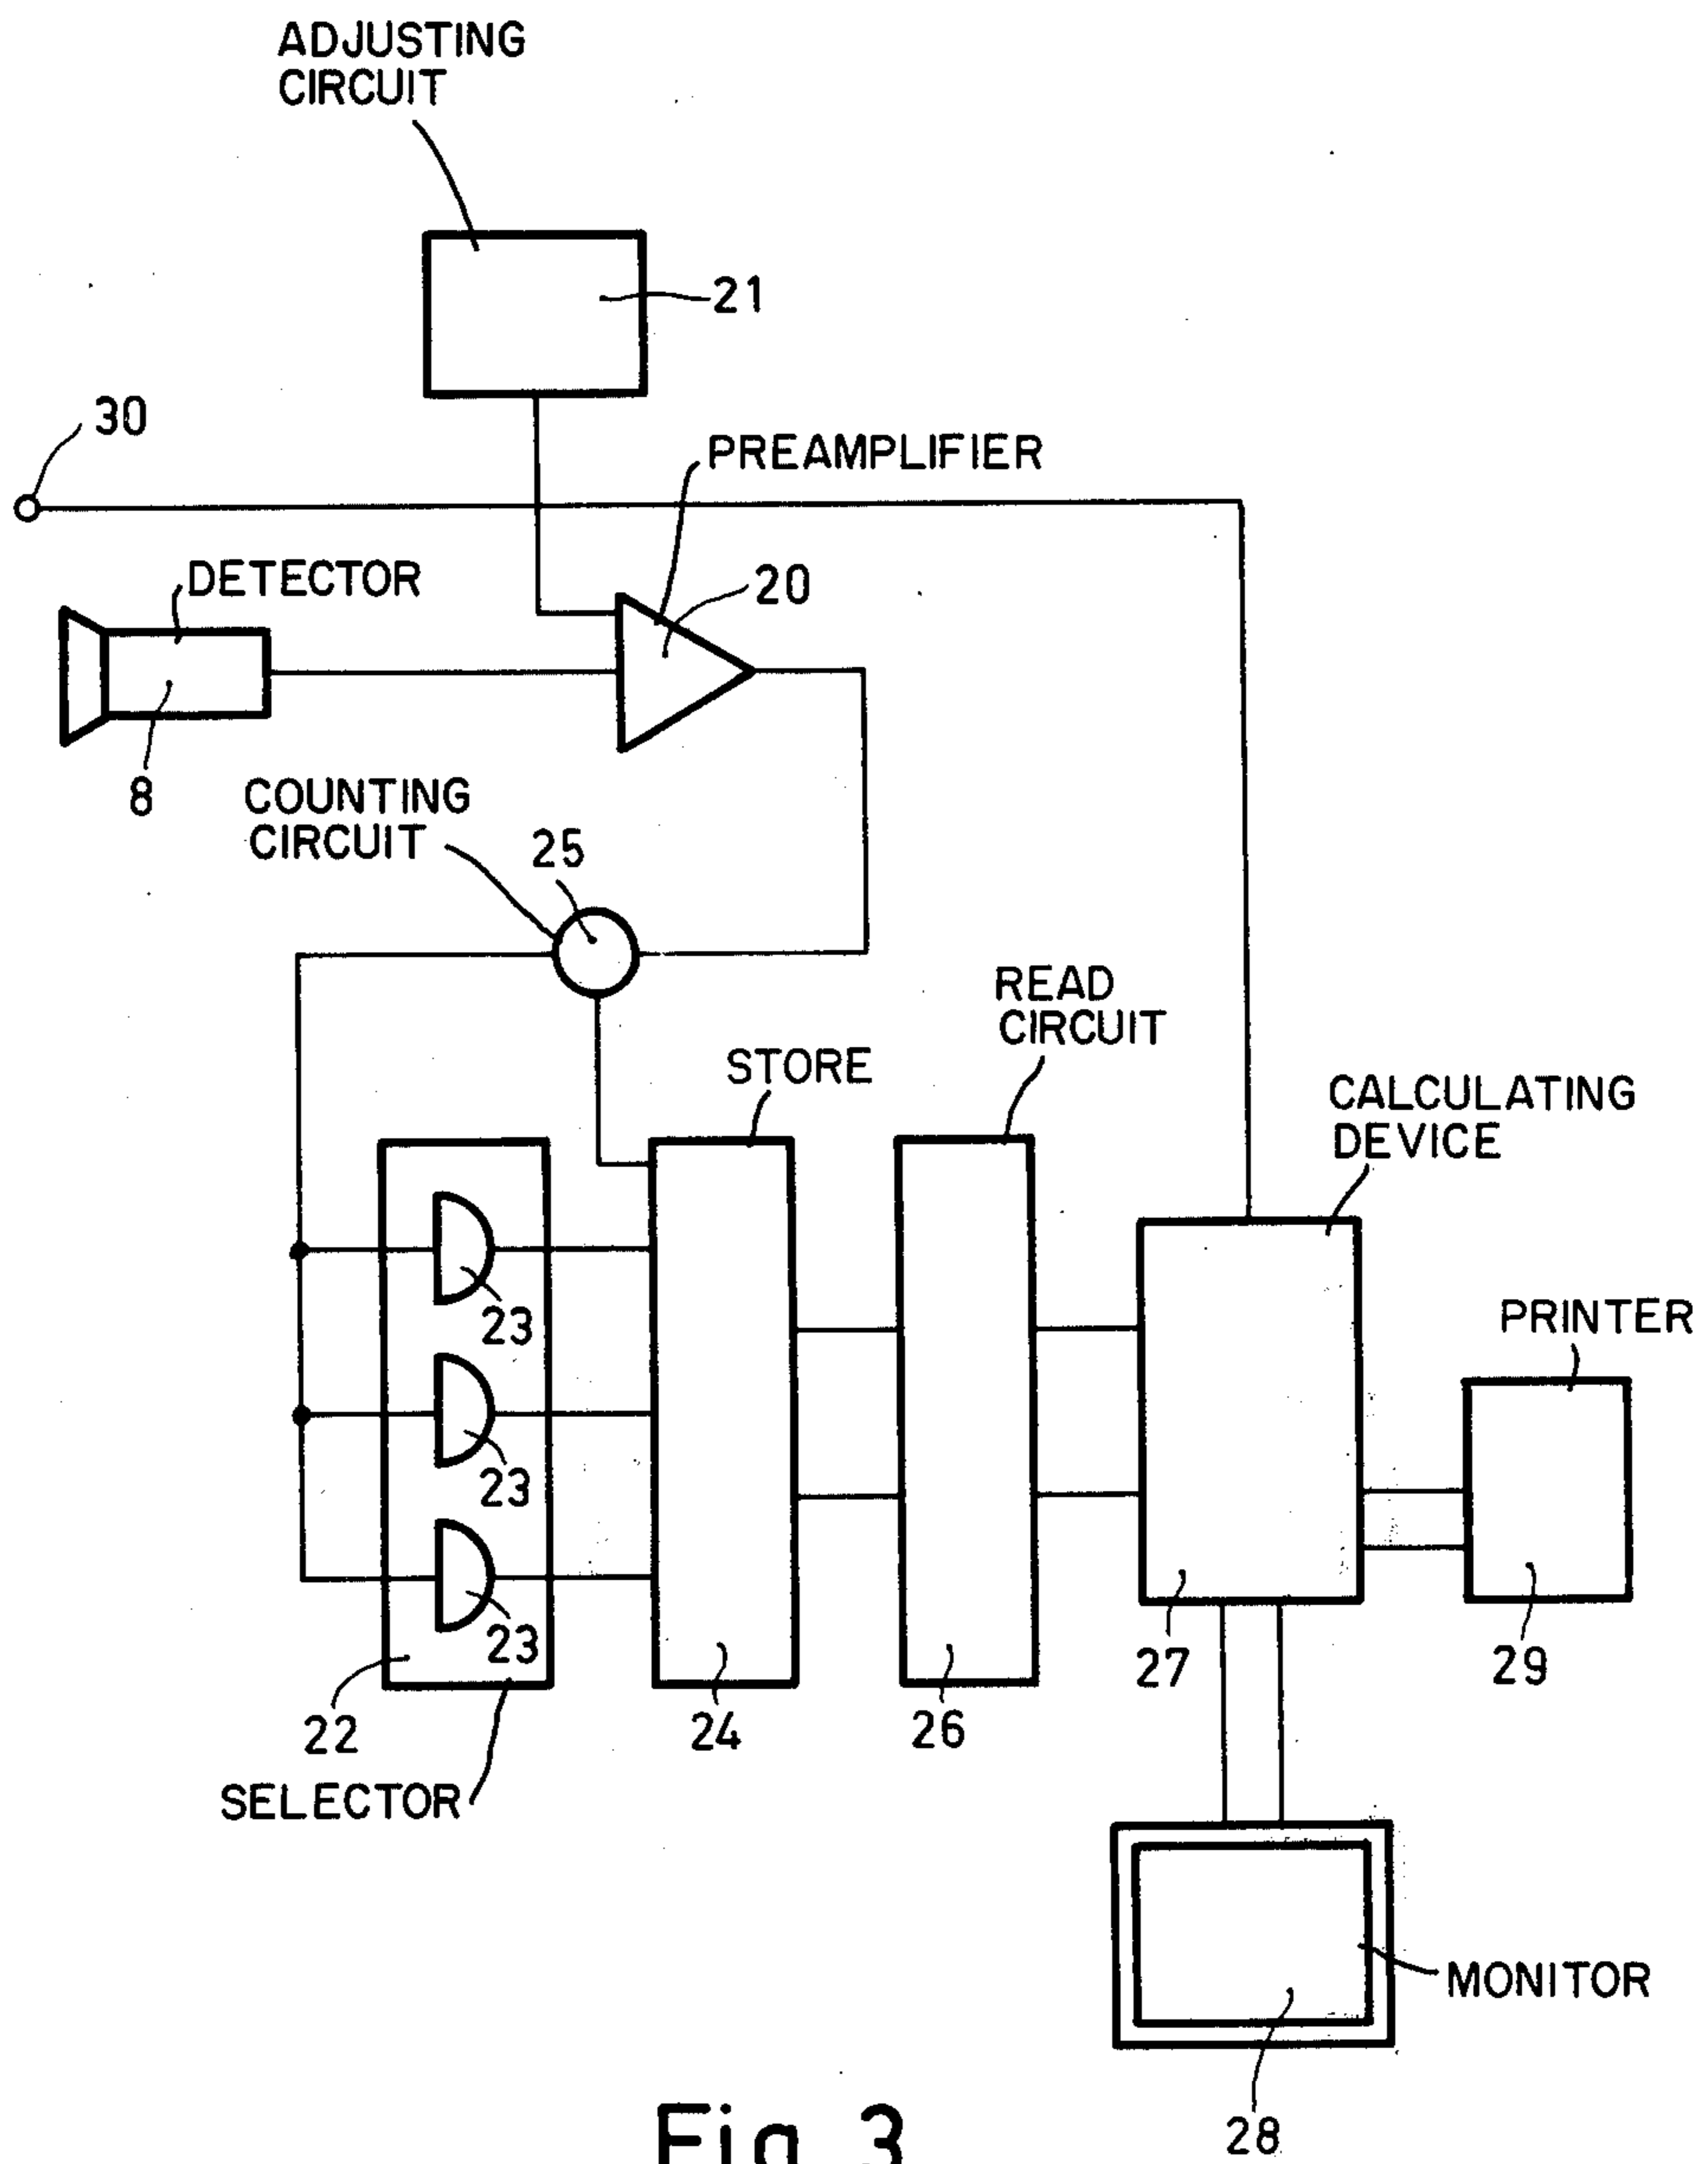 ADJUSTING
CIRCUIT
21
30
PREAMPLIFIER
DETECTOR
20
8
COUNTING
CIRCUIT
25
READ
CIRCUIT
STORE
CALCULATING
DEVICE
23
PRINTER
23
23
22
24
26
27
29
SELECTOR
MONITOR
28
Fig. 3